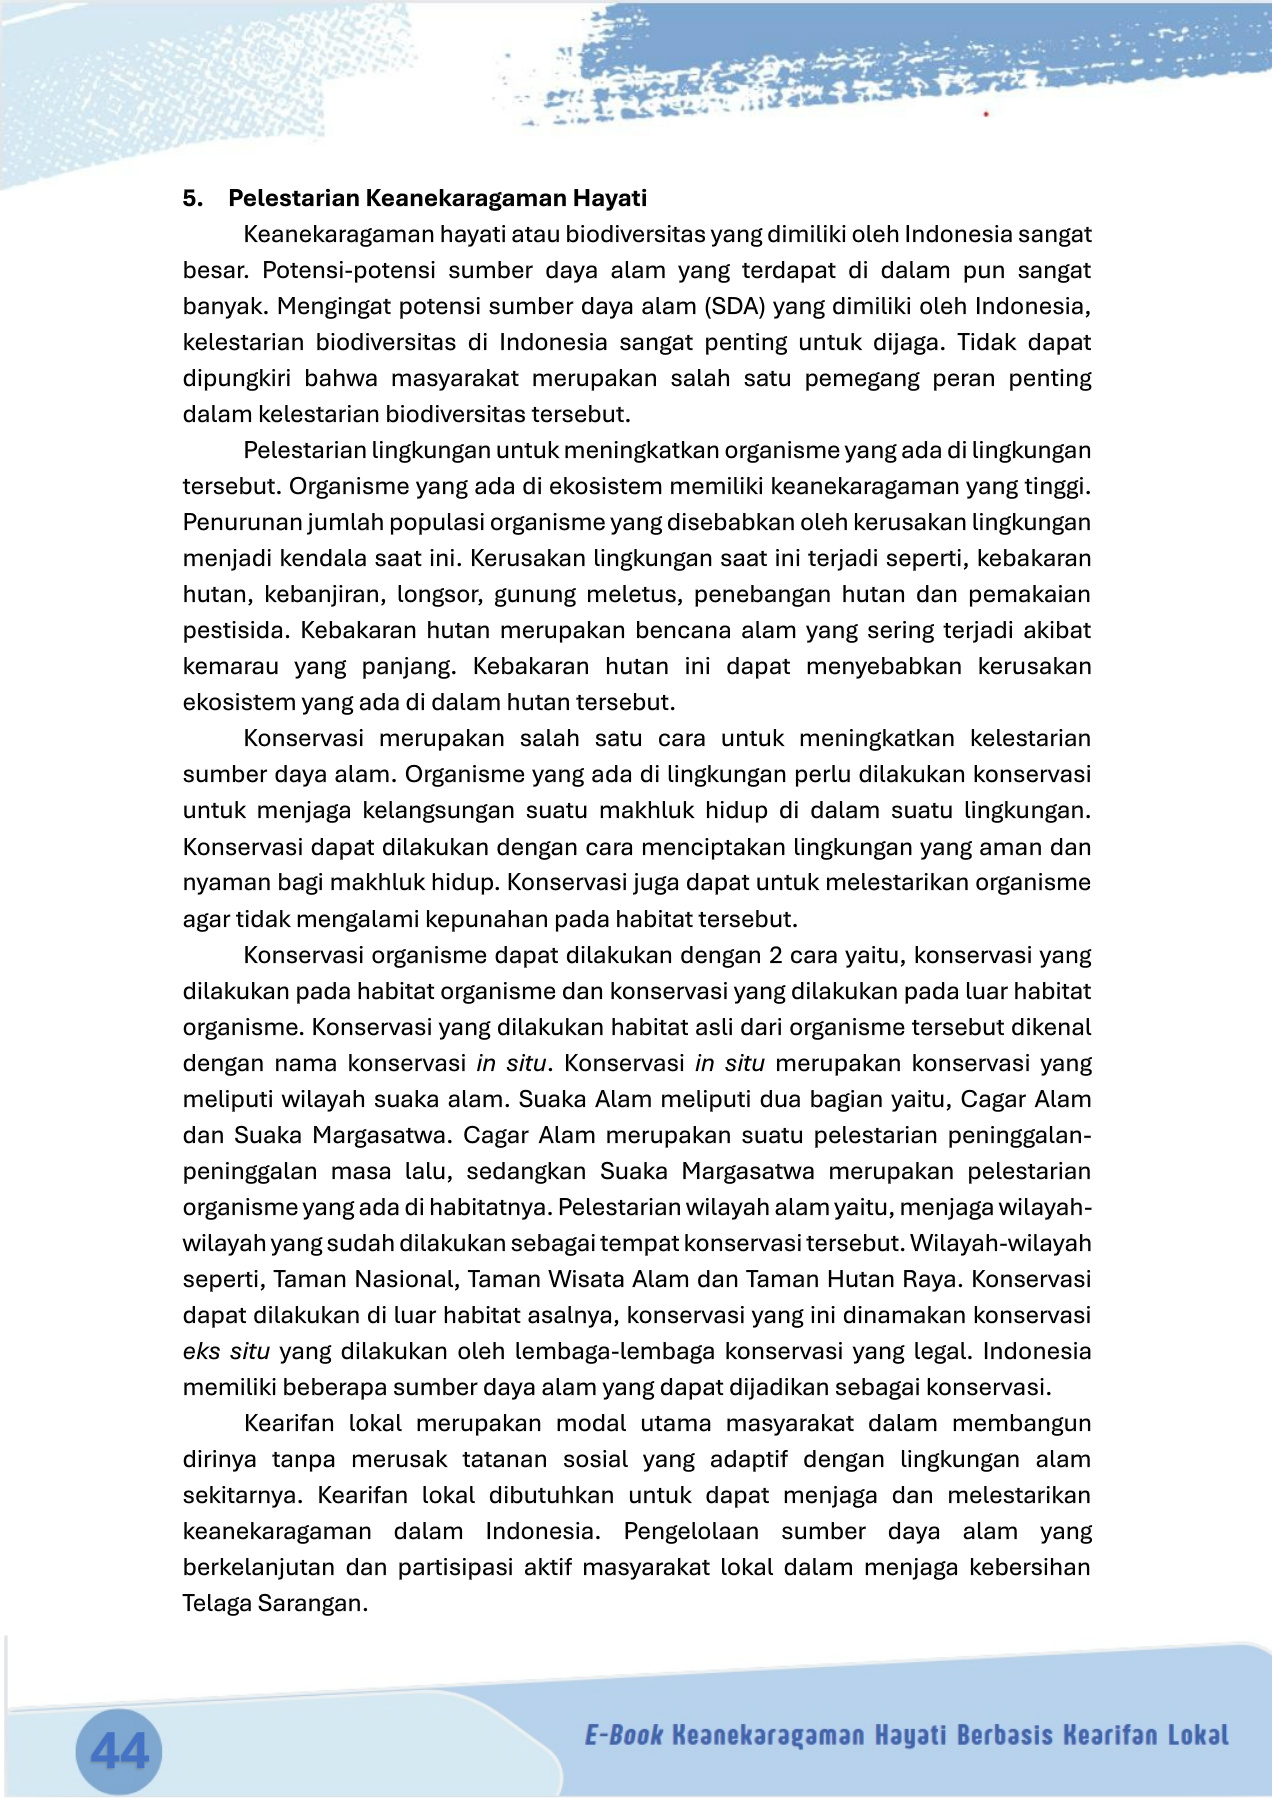 5. Pelestarian Keanekaragaman Hayati
Keanekaragaman hayati atau biodiversitas yang dimiliki oleh Indonesia sangat
besar. Potensi-potensi sumber daya alam yang terdapat di dalam pun sangat
banyak. Mengingat potensi sumber daya alam (SDA) yang dimiliki oleh Indonesia,
kelestarian biodiversitas di Indonesia sangat penting untuk dijaga. Tidak dapat
dipungkiri bahwa masyarakat merupakan salah satu pemegang peran penting
dalam kelestarian biodiversitas tersebut.
Pelestarian lingkungan untuk meningkatkan organisme yang ada di lingkungan
tersebut. Organisme yang ada di ekosistem memiliki keanekaragaman yang tinggi.
Penurunan jumlah populasi organisme yang disebabkan oleh kerusakan lingkungan
menjadi kendala saat ini. Kerusakan lingkungan saat ini terjadi seperti, kebakaran
hutan, kebanjiran, longsor, gunung meletus, penebangan hutan dan pemakaian
pestisida. Kebakaran hutan merupakan bencana alam yang sering terjadi akibat
kemarau yang panjang. Kebakaran hutan ini dapat menyebabkan kerusakan
ekosistem yang ada di dalam hutan tersebut.
Konservasi merupakan salah satu cara untuk meningkatkan kelestarian
sumber daya alam. Organisme yang ada di lingkungan perlu dilakukan konservasi
untuk menjaga kelangsungan suatu makhluk hidup di dalam suatu lingkungan.
Konservasi dapat dilakukan dengan cara menciptakan lingkungan yang aman dan
nyaman bagi makhluk hidup. Konservasi juga dapat untuk melestarikan organisme
agar tidak mengalami kepunahan pada habitat tersebut.
Konservasi organisme dapat dilakukan dengan 2 cara yaitu, konservasi yang
dilakukan pada habitat organisme dan konservasi yang dilakukan pada luar habitat
organisme. Konservasi yang dilakukan habitat asli dari organisme tersebut dikenal
dengan nama konservasi in situ. Konservasi in situ merupakan konservasi yang
meliputi wilayah suaka alam. Suaka Alam meliputi dua bagian yaitu, Cagar Alam
dan Suaka Margasatwa. Cagar Alam merupakan suatu pelestarian peninggalan-
peninggalan masa lalu, sedangkan Suaka Margasatwa merupakan pelestarian
organisme yang ada di habitatnya. Pelestarian wilayah alam yaitu, menjaga wilayah-
wilayah yang sudah dilakukan sebagai tempat konservasi tersebut. Wilayah-wilayah
seperti, Taman Nasional, Taman Wisata Alam dan Taman Hutan Raya. Konservasi
dapat dilakukan di luar habitat asalnya, konservasi yang ini dinamakan konservasi
eks situ yang dilakukan oleh lembaga-lembaga konservasi yang legal. Indonesia
memiliki beberapa sumber daya alam yang dapat dijadikan sebagai konservasi.
Kearifan lokal merupakan modal utama masyarakat dalam membangun
dirinya tanpa merusak tatanan sosial yang adaptif dengan lingkungan alam
sekitarnya. Kearifan lokal dibutuhkan untuk dapat menjaga dan melestarikan
keanekaragaman dalam Indonesia. Pengelolaan sumber daya alam yang
berkelanjutan dan partisipasi aktif masyarakat lokal dalam menjaga kebersihan
Telaga Sarangan.
44
E-Book Keanekaragaman Hayati Berbasis Kearifan Lokal